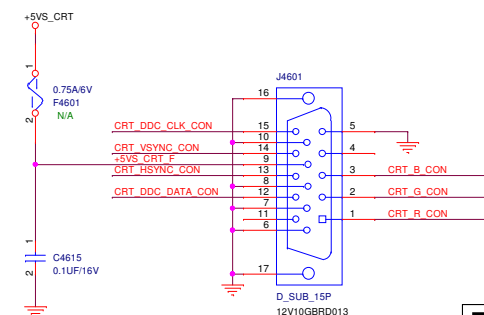 +5VS_CRT
1
0.75A/6V
F4601
N/A
2
J4601
16
CRT_DDC_CLK_CON
15
5
10
CRT_VSYNC_CON
14
4
+5VS_CRT_F
9
CRT_HSYNC_CON
13
3
CRT_B_CON
8
CRT_DDC_DATA_CON
12
2
CRT_G_CON
7
11
1
CRT_R_CON
6
1
C4615
0.1UF/16V
2
17
D_SUB_15P
12V10GBRD013